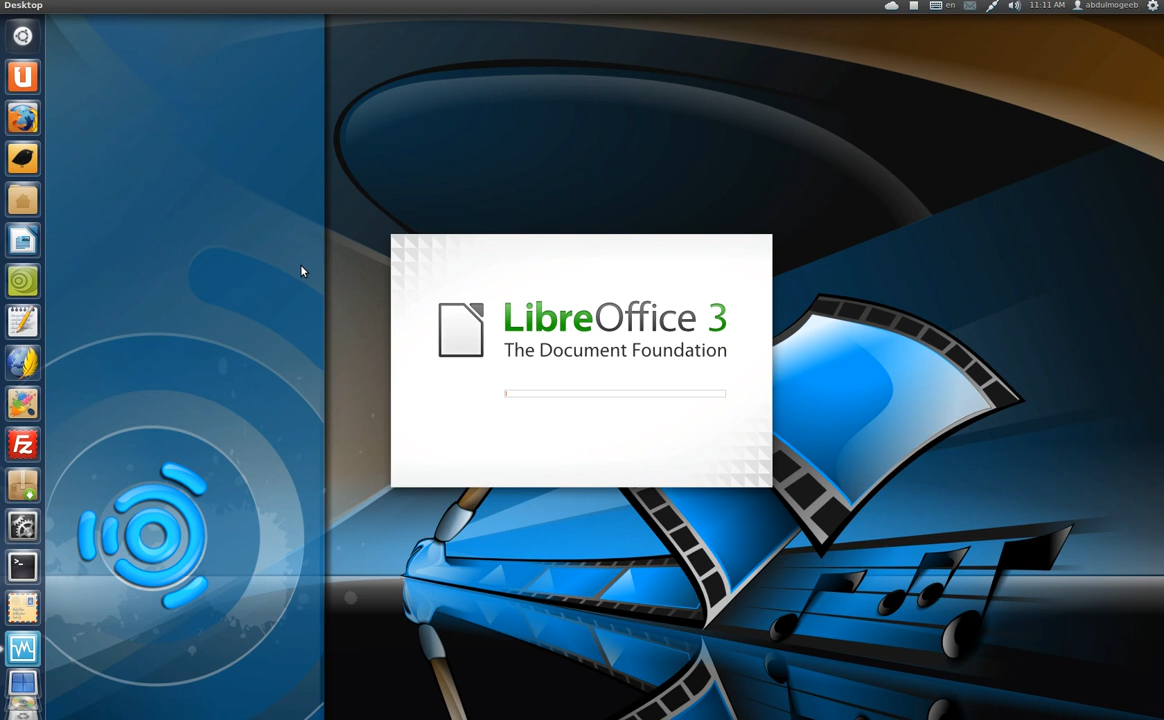 Desktop
en
11:11 AM
abdulmogeeb
LibreOffice 3
The Document Foundation